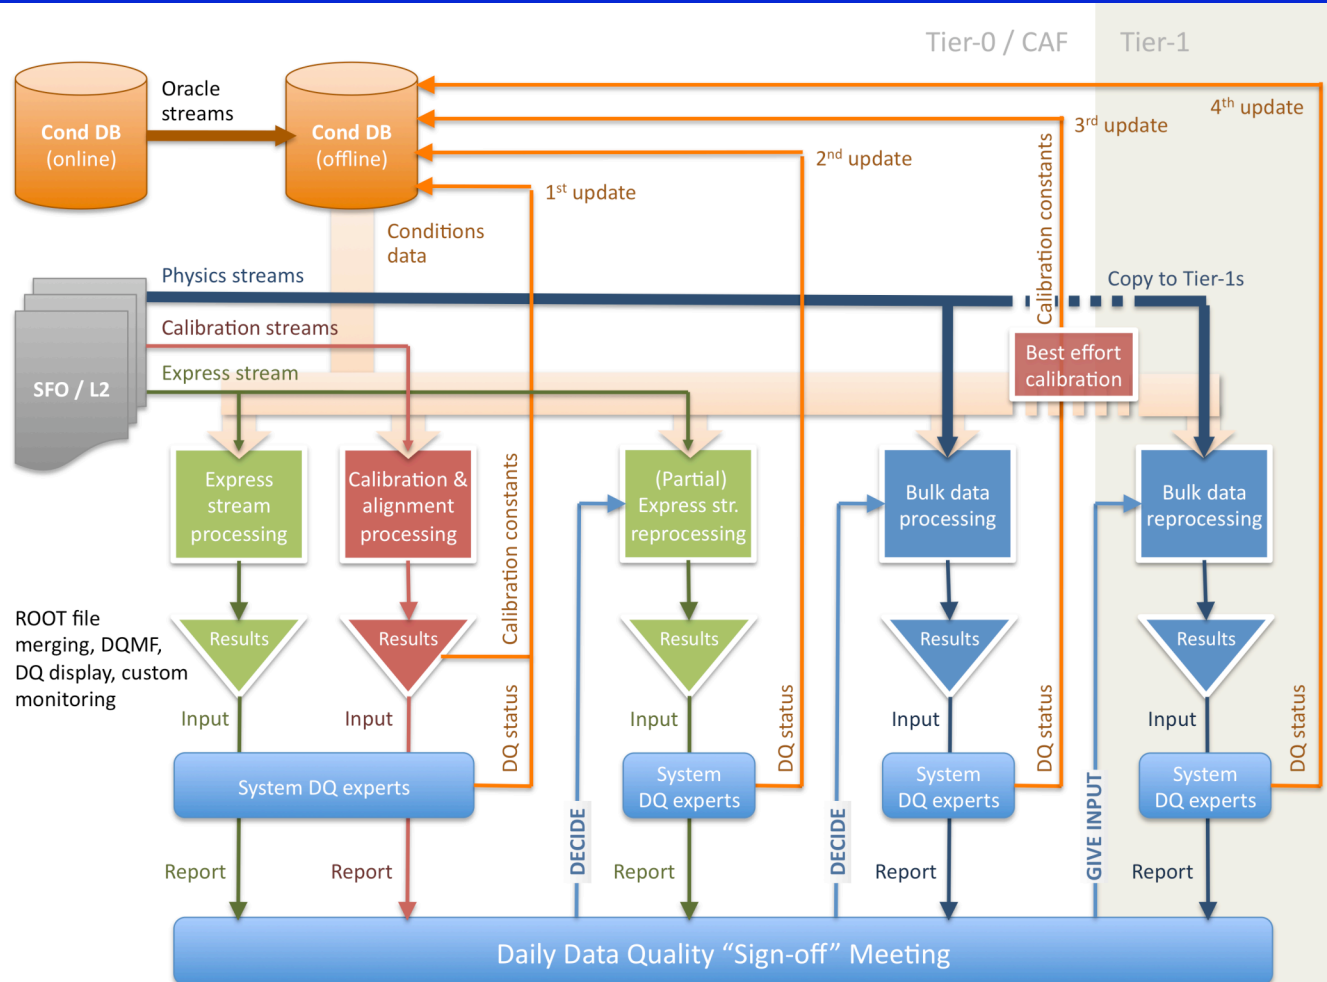 Tier-0 / CAF
Tier-1
Oracle
streams
Cond DB
(online)
Cond DB
(offline)
4th update
3rd update
2nd update
1st update
Conditions
data
Calibration constants
Physics streams
Copy to Tier-1s
Calibration streams
Best effort
calibration
Express stream
SFO / L2
Express
stream
processing
Calibration &
alignment
processing
Calibration constants
(Partial)
Express str.
reprocessing
Bulk data
processing
Bulk data
reprocessing
ROOT file
merging, DQMF,
DQ display, custom
monitoring
Results
Results
Results
Results
Results
Input
Input
Input
Input
Input
DQ status
DQ status
DQ status
DQ status
System DQ experts
System
DQ experts
System
DQ experts
System
DQ experts
DECIDE
DECIDE
GIVE INPUT
Report
Report
Report
Report
Report
Daily Data Quality “Sign-off” Meeting